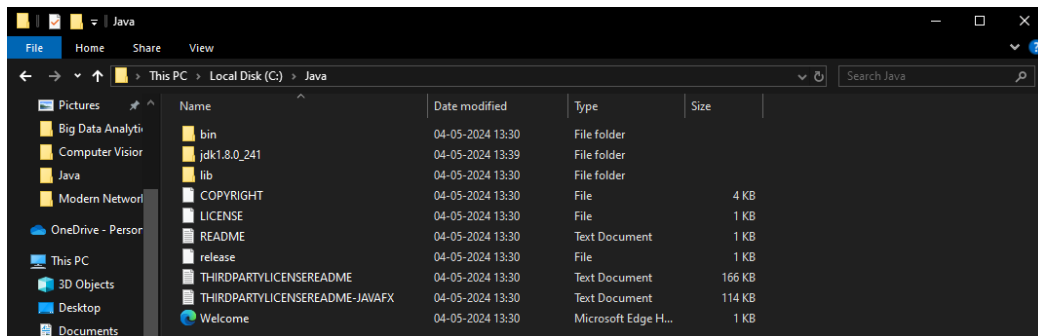 Java
File Home Share View
This PC > Local Disk (C:) > Java
Search Java
Pictures
Big Data Analyti
Computer Vision
Java
Modern Networl
OneDrive - Person
This PC
3D Objects
Desktop
Documents
Name Date modified Type Size
bin 04-05-2024 13:30 File folder
jdk1.8.0_241 04-05-2024 13:39 File folder
lib 04-05-2024 13:30 File folder
COPYRIGHT 04-05-2024 13:30 File 4 KB
LICENSE 04-05-2024 13:30 File 1 KB
README 04-05-2024 13:30 Text Document 1 KB
release 04-05-2024 13:30 File 1 KB
THIRDPARTYLICENSEREADME 04-05-2024 13:30 Text Document 166 KB
THIRDPARTYLICENSEREADME-JAVAFX 04-05-2024 13:30 Text Document 114 KB
Welcome 04-05-2024 13:30 Microsoft Edge H... 1 KB